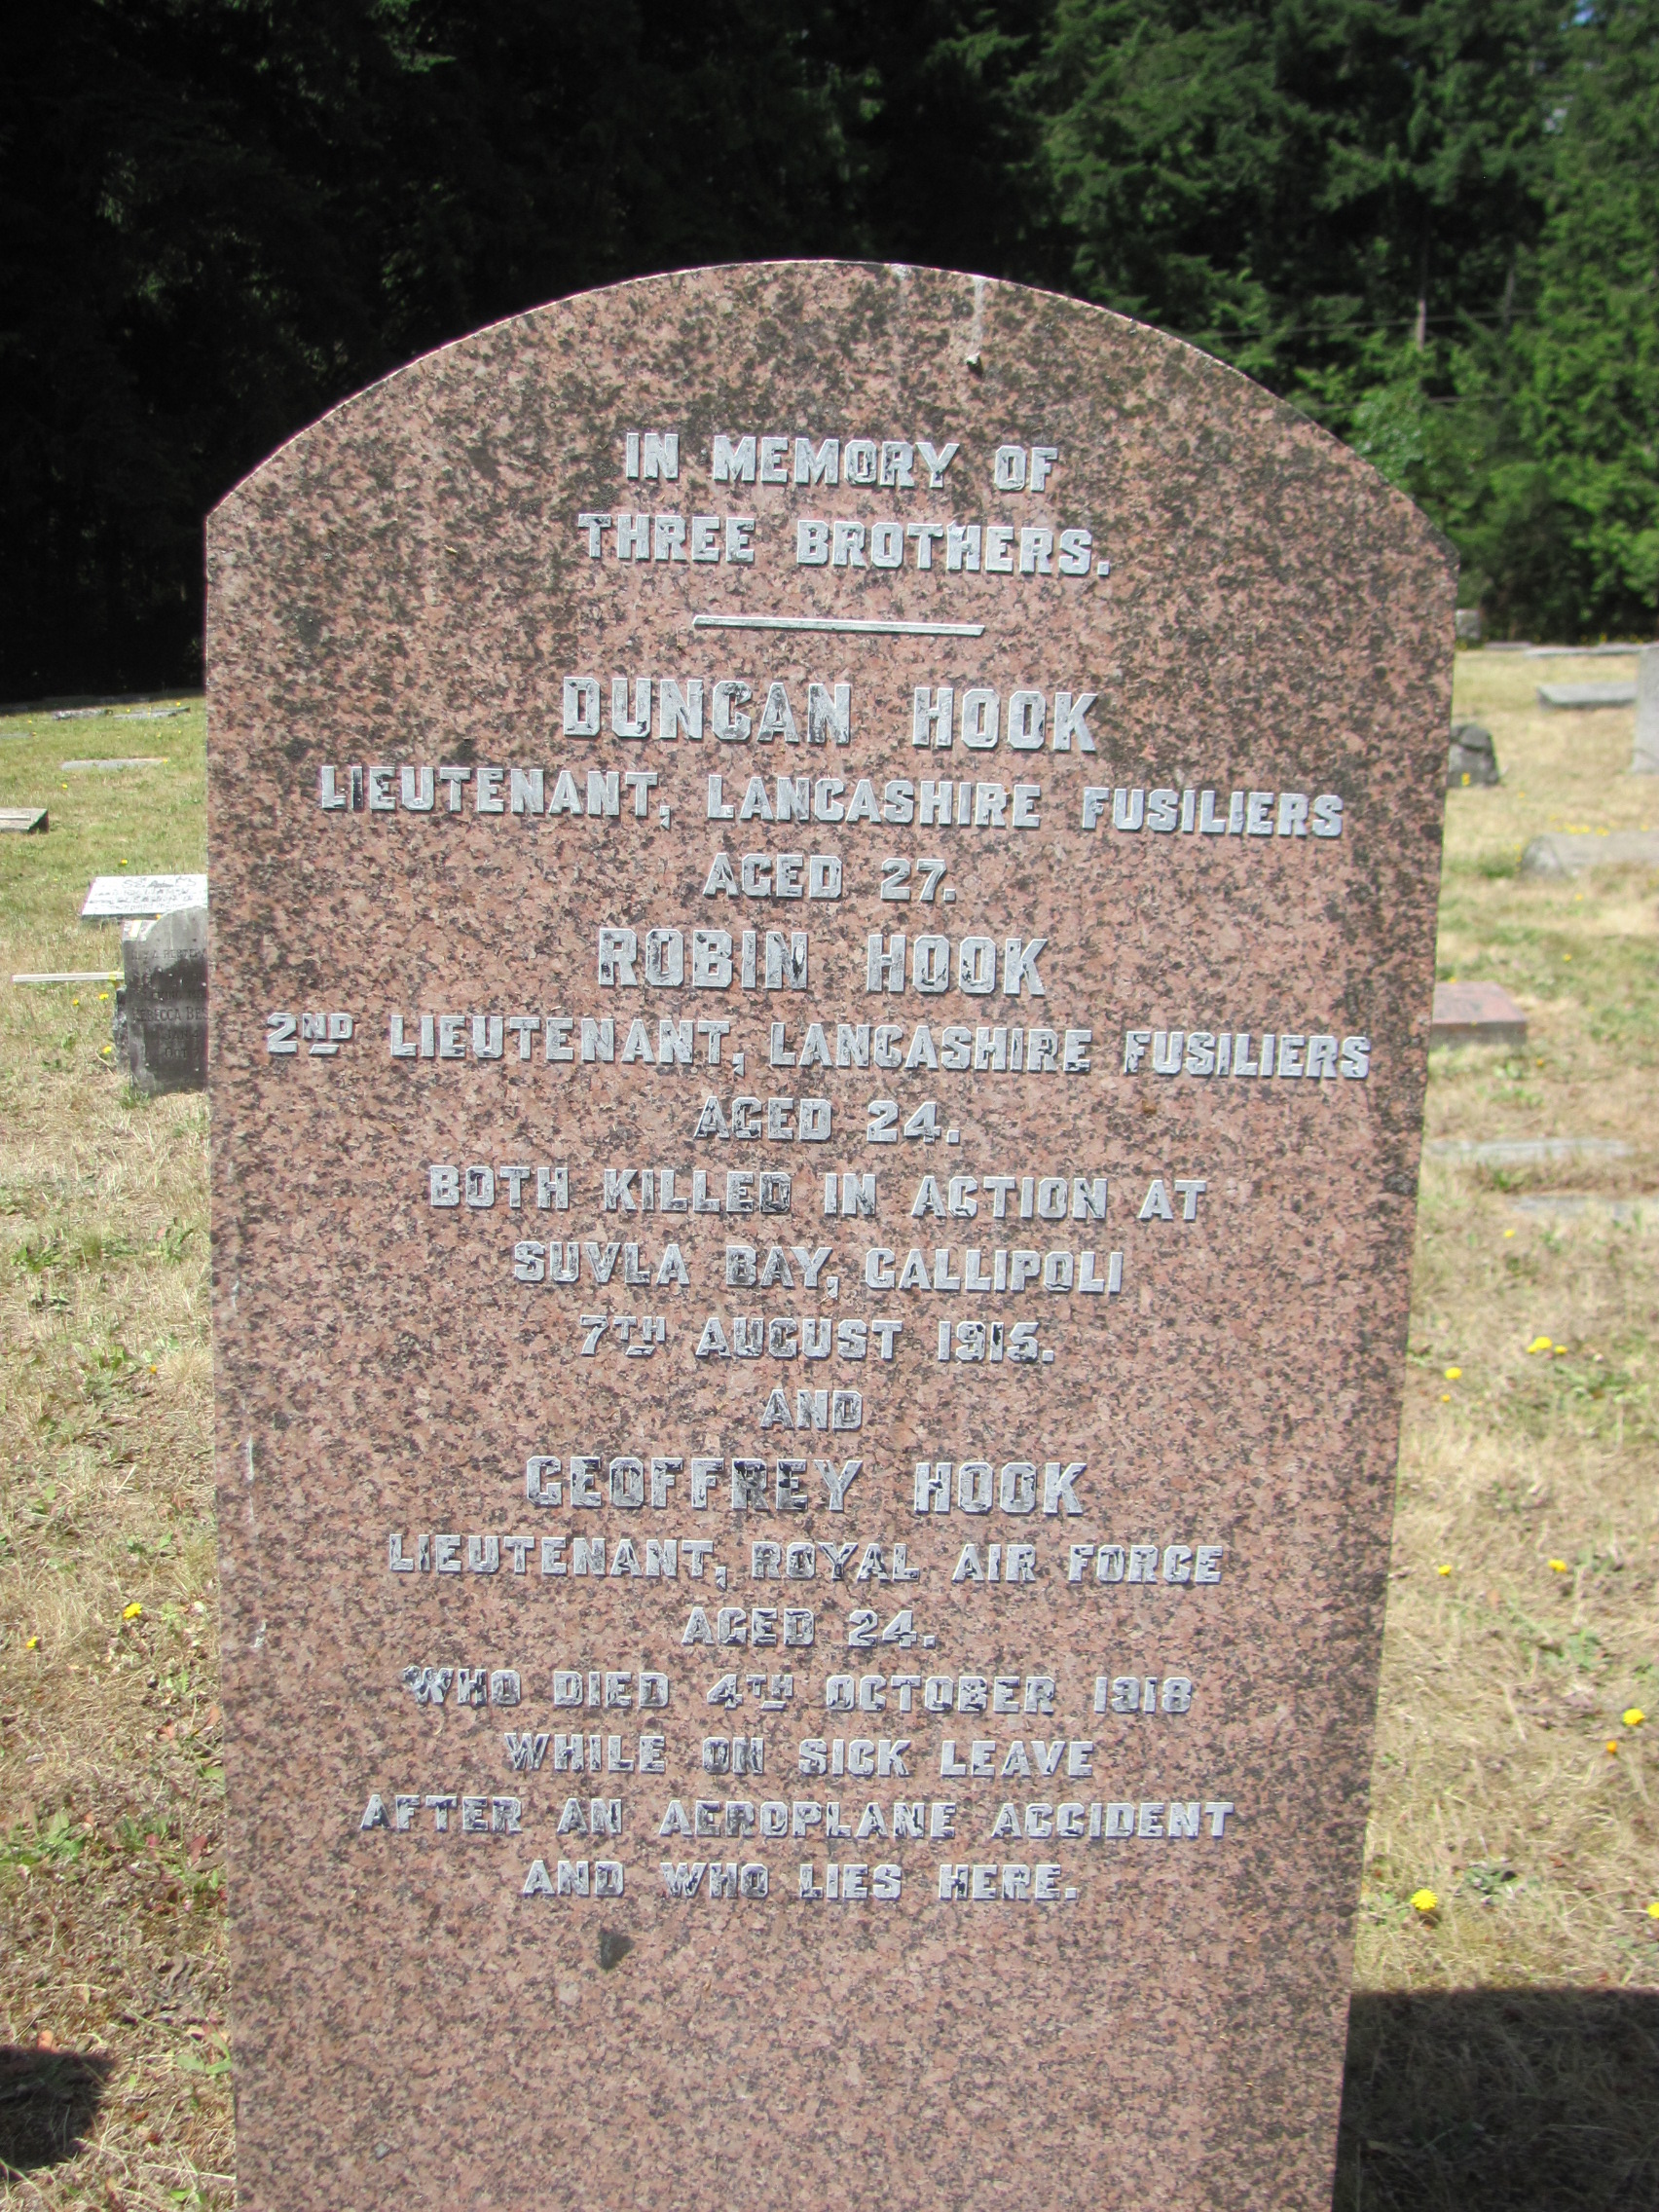 IN MEMORY OF
THREE BROTHERS.
DUNCAN HOOK
LIEUTENANT, LANCASHIRE FUSILIERS
AGED 27.
ROBIN HOOK
2ND LIEUTENANT, LANCASHIRE FUSILIERS
AGED 24.
BOTH KILLED IN ACTION AT
SUVLA BAY, GALLIPOLI
7TH AUGUST 1915.
AND
GEOFFREY HOOK
LIEUTENANT, ROYAL AIR FORCE
AGED 24.
WHO DIED 4TH OCTOBER 1918
WHILE ON SICK LEAVE
AFTER AN AEROPLANE ACCIDENT
AND WHO LIES HERE.